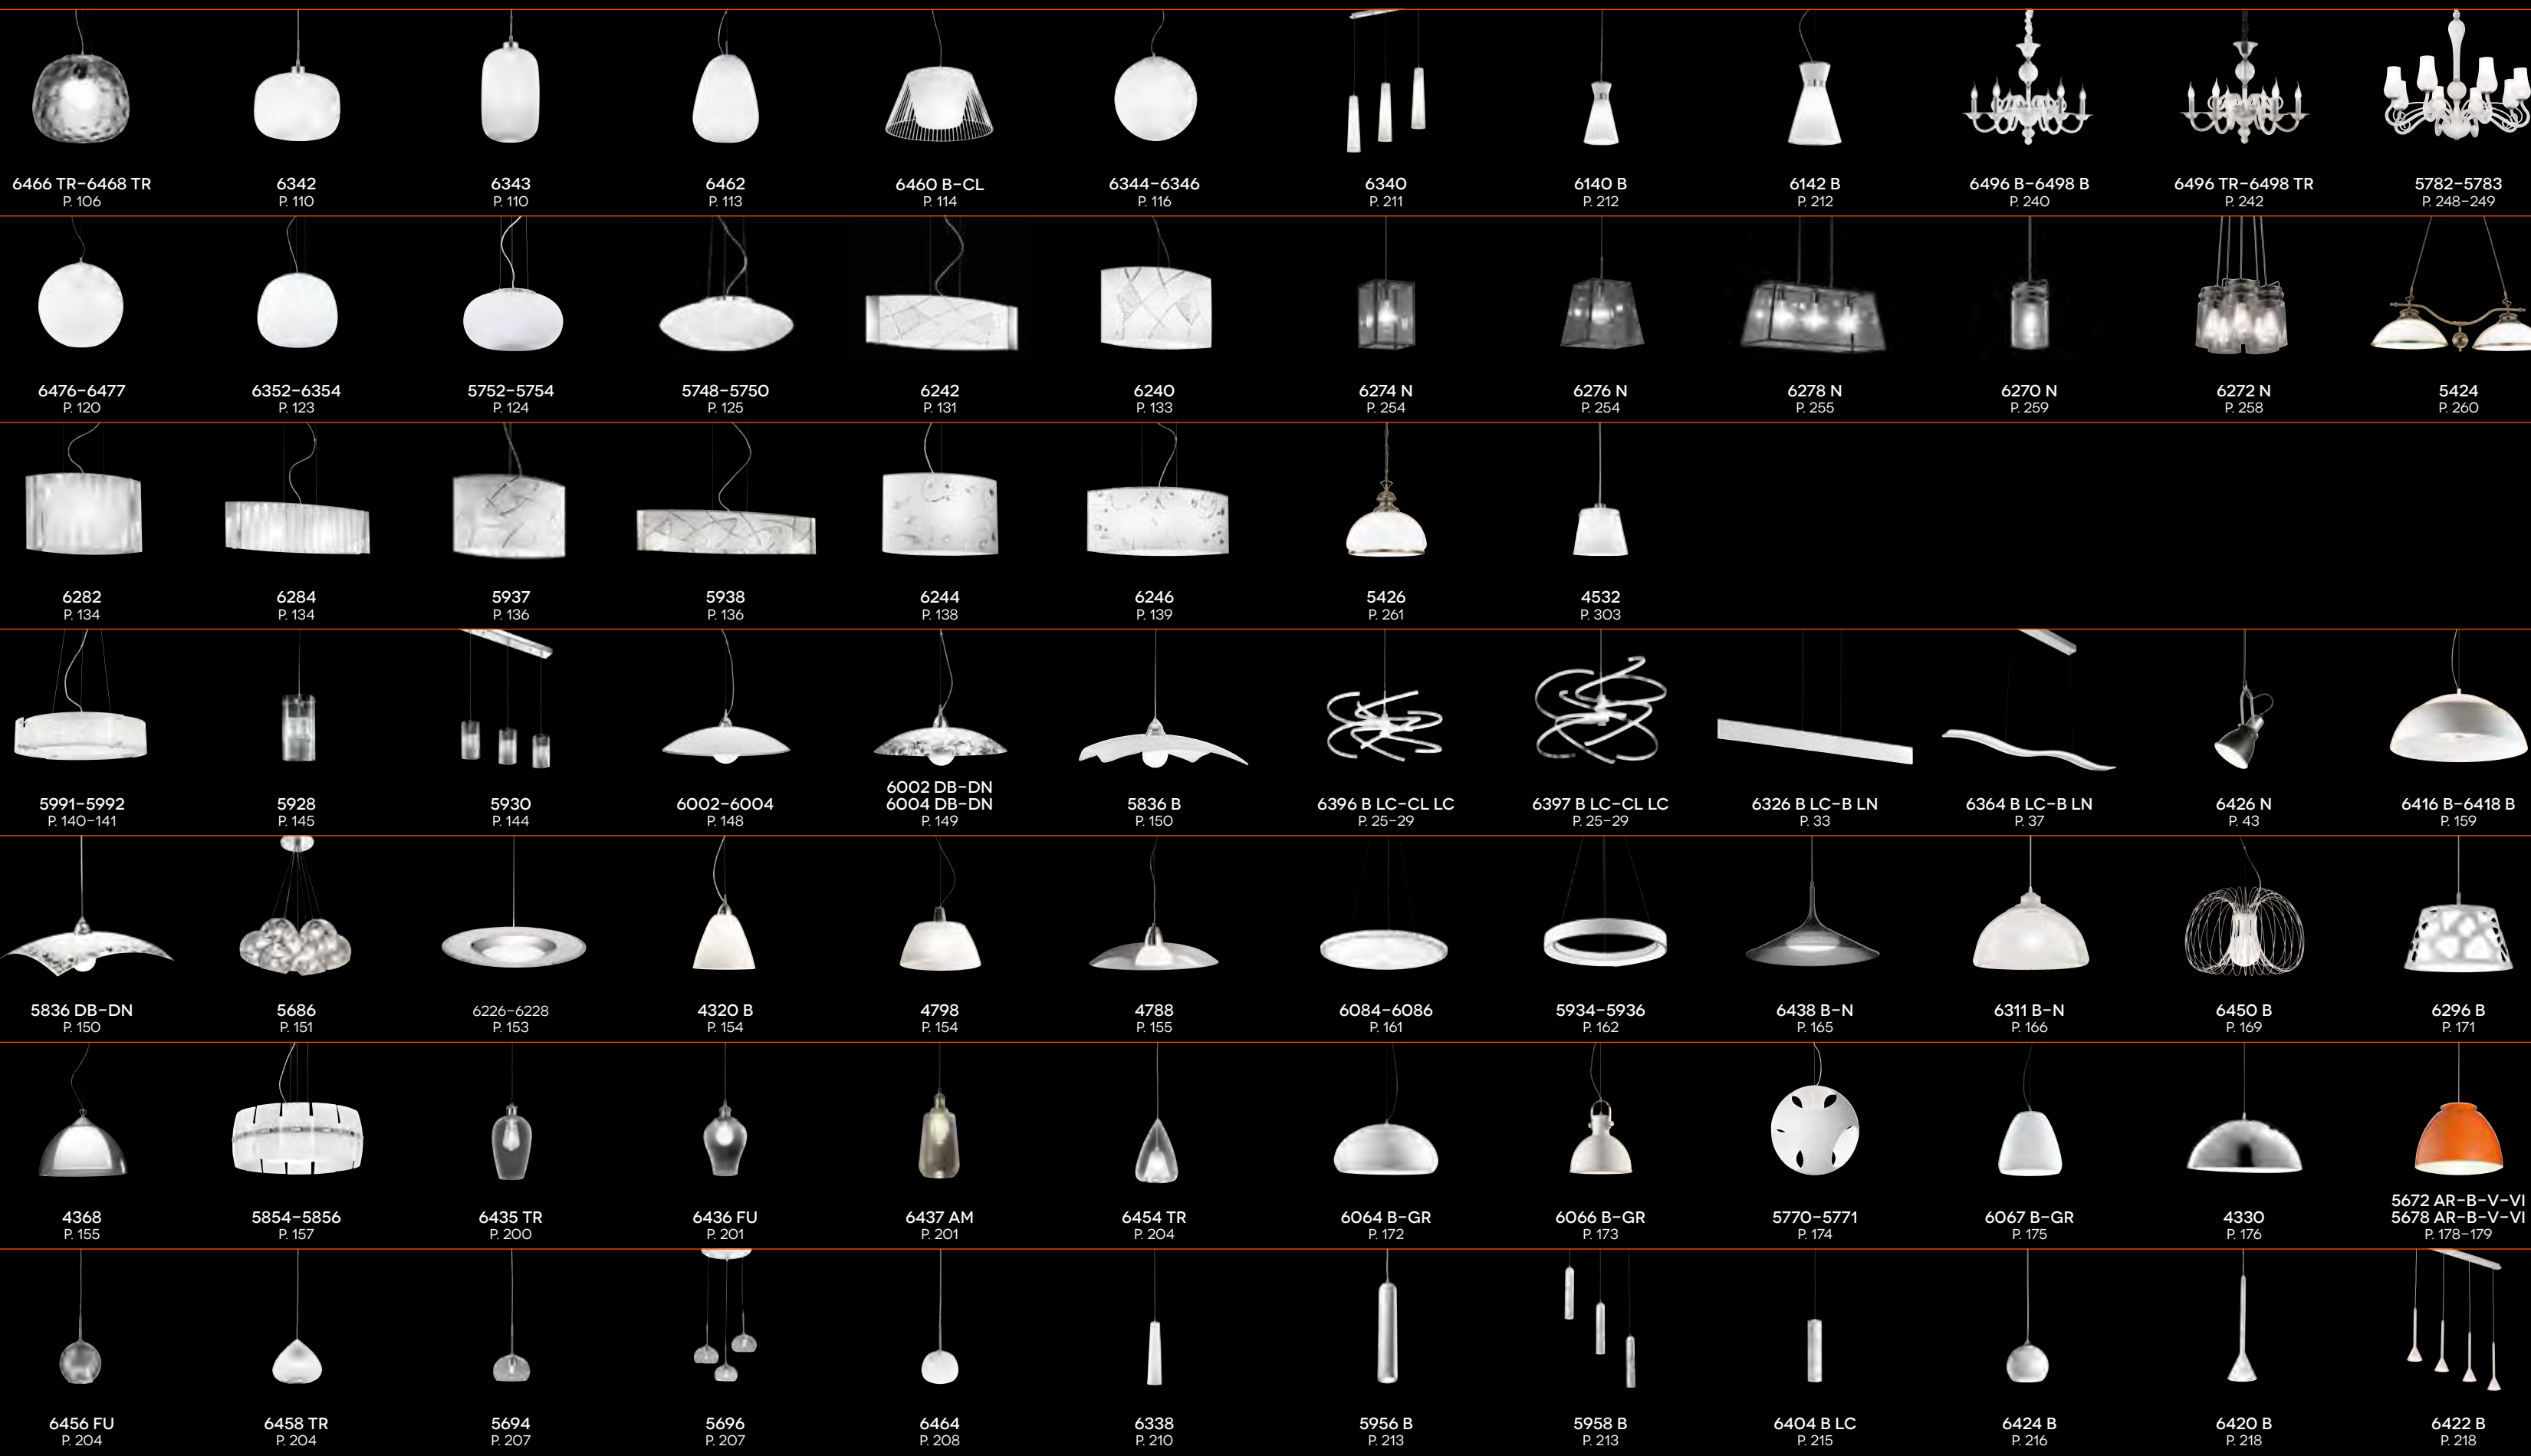 6466 TR-6468 TR
P. 106
6342
P. 110
6343
P. 110
6462
P. 113
6460 B-CL
P. 114
6344-6346
P. 116
6340
P. 211
6140 B
P. 212
6142 B
P. 212
6496 B-6498 B
P. 240
6496 TR-6498 TR
P. 242
5782-5783
P. 248-249
6476-6477
P. 120
6352-6354
P. 123
5752-5754
P. 124
5748-5750
P. 125
6242
P. 131
6240
P. 133
6274 N
P. 254
6276 N
P. 254
6278 N
P. 255
6270 N
P. 259
6272 N
P. 258
5424
P. 260
6282
P. 134
6284
P. 134
5937
P. 136
5938
P. 136
6244
P. 138
6246
P. 139
5426
P. 261
4532
P. 303
5991-5992
P. 140-141
5928
P. 145
5930
P. 144
6002-6004
P. 148
6002 DB-DN
6004 DB-DN
P. 149
5836 B
P. 150
6396 B LC-CL LC
P. 25-29
6397 B LC-CL LC
P. 25-29
6326 B LC-B LN
P. 33
6364 B LC-B LN
P. 37
6426 N
P. 43
6416 B-6418 B
P. 159
5836 DB-DN
P. 150
5686
P. 151
6226-6228
P. 153
4320 B
P. 154
4798
P. 154
4788
P. 155
6084-6086
P. 161
5934-5936
P. 162
6438 B-N
P. 165
6311 B-N
P. 166
6450 B
P. 169
6296 B
P. 171
4368
P. 155
5854-5856
P. 157
6435 TR
P. 200
6436 FU
P. 201
6437 AM
P. 201
6454 TR
P. 204
6064 B-GR
P. 172
6066 B-GR
P. 173
5770-5771
P. 174
6067 B-GR
P. 175
4330
P. 176
5672 AR-B-V-VI
5678 AR-B-V-VI
P. 178-179
6456 FU
P. 204
6458 TR
P. 204
5694
P. 207
5696
P. 207
6464
P. 208
6338
P. 210
5956 B
P. 213
5958 B
P. 213
6404 B LC
P. 215
6424 B
P. 216
6420 B
P. 218
6422 B
P. 218